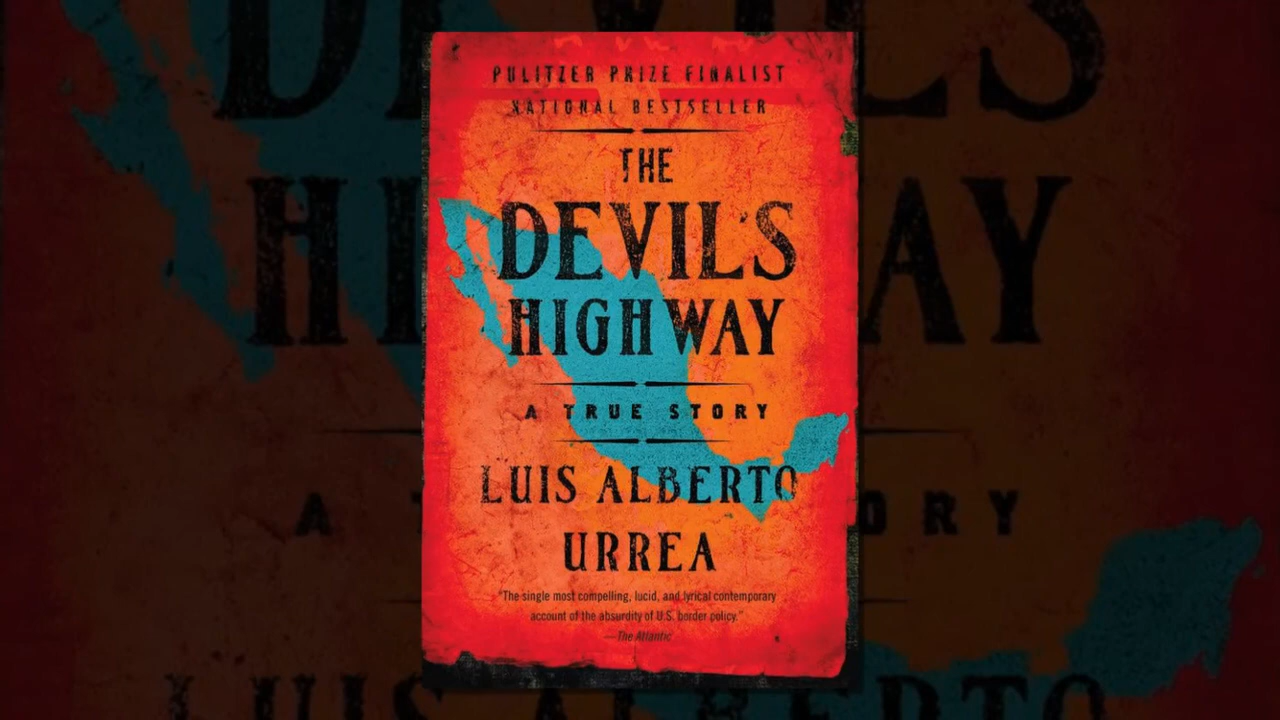 PULITZER PRIZE FINALIST
NATIONAL BESTSELLER
THE
DEVIL'S
HIGHWAY
A TRUE STORY
LUIS ALBERTO
URREA
"The single most compelling, lucid, and lyrical contemporary
account of the absurdity of U.S. border policy."
—The Atlantic